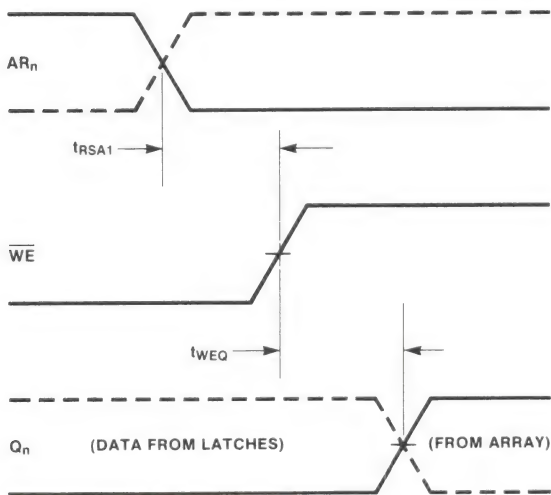 ARn
tRSA1
WE
tWEQ
Qn (DATA FROM LATCHES) (FROM ARRAY)